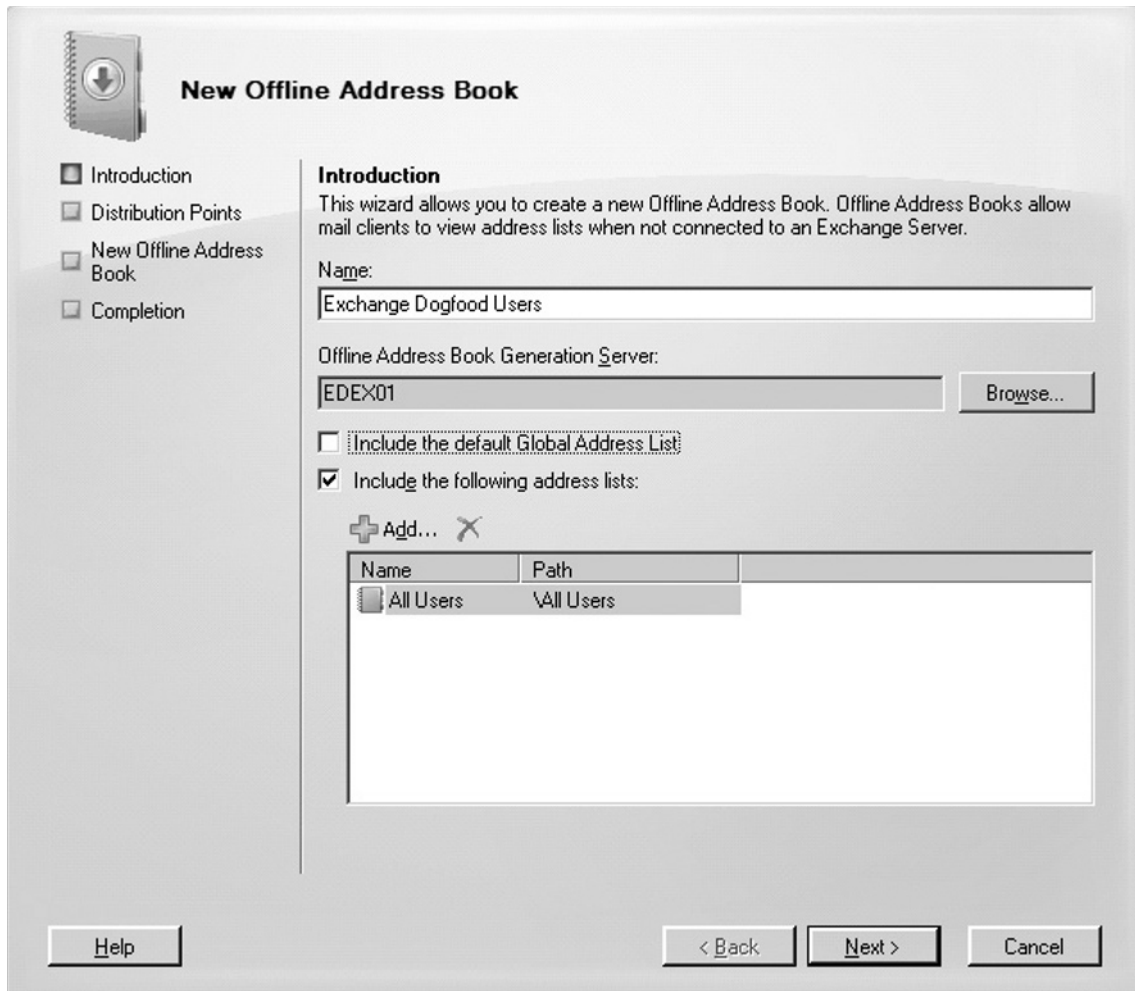 New Offline Address Book
Introduction
Distribution Points
New Offline Address
Book
Completion
Introduction
This wizard allows you to create a new Offline Address Book. Offline Address Books allow
mail clients to view address lists when not connected to an Exchange Server.
Name:
Exchange Dogfood Users
Offline Address Book Generation Server:
EDEX01
Browse...
Include the default Global Address List
Include the following address lists:
Add...
Name Path
All Users \All Users
Help
< Back
Next >
Cancel